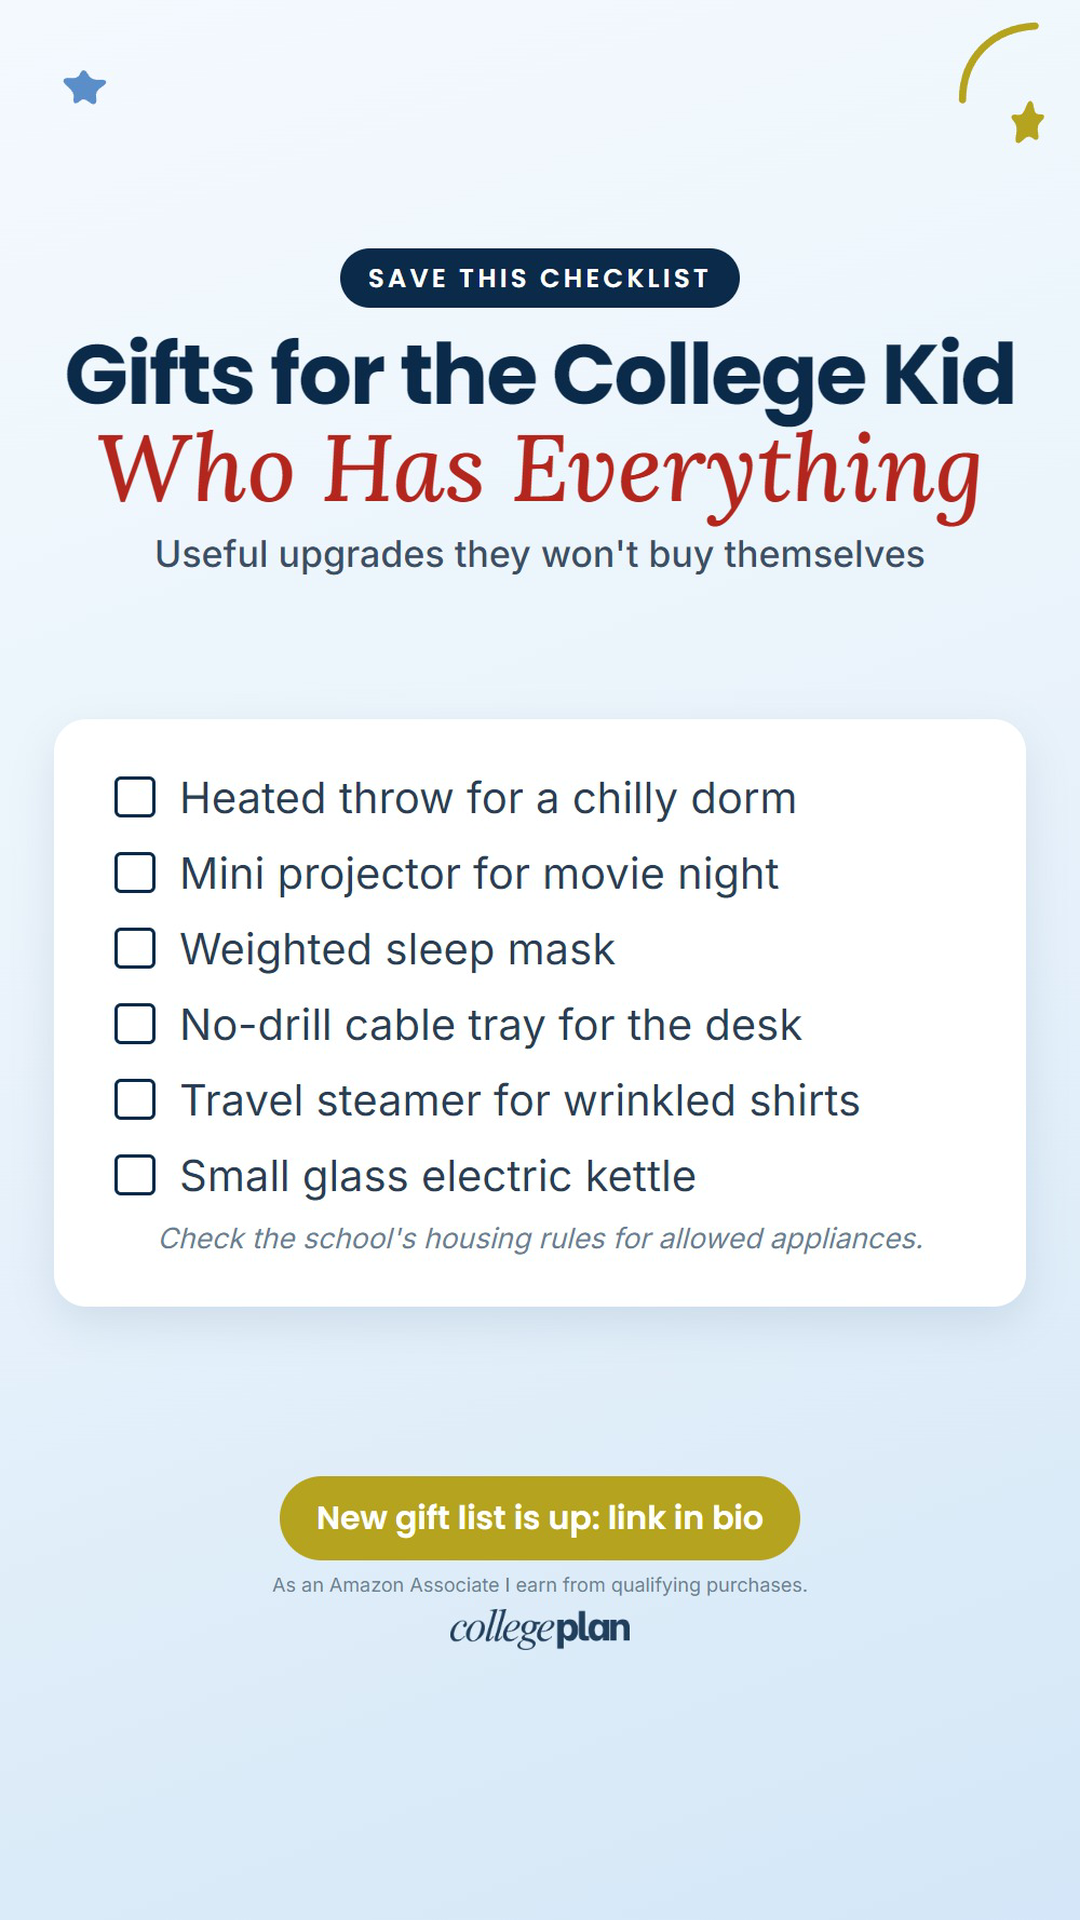 SAVE THIS CHECKLIST
Gifts for the College Kid
Who Has Everything
Useful upgrades they won't buy themselves
Heated throw for a chilly dorm
Mini projector for movie night
Weighted sleep mask
No-drill cable tray for the desk
Travel steamer for wrinkled shirts
Small glass electric kettle
Check the school's housing rules for allowed appliances.
New gift list is up: link in bio
As an Amazon Associate I earn from qualifying purchases.
collegeplan